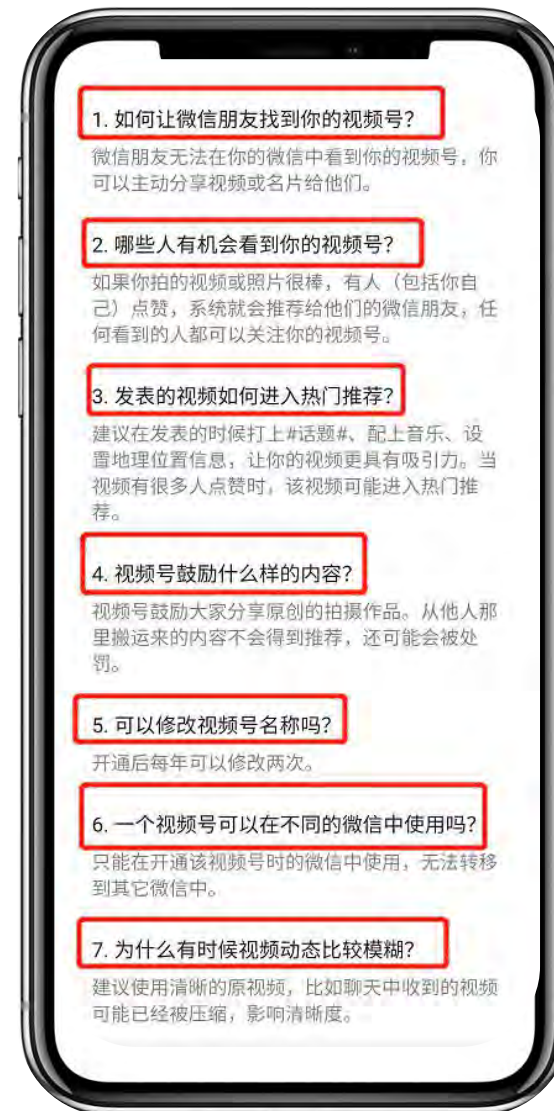 1. 如何让微信朋友找到你的视频号?
微信朋友无法在你的微信中看到你的视频号，你
可以主动分享视频或名片给他们。
2. 哪些人有机会看到你的视频号?
如果你拍的视频或照片很棒，有人（包括你自
己）点赞，系统就会推荐给他们的微信朋友，任
何看到的人都可以关注你的视频号。
3. 发表的视频如何进入热门推荐?
建议在发表的时候打上#话题#、配上音乐、设
置地理位置信息，让你的视频更具有吸引力。当
视频有很多人点赞时，该视频可能进入热门推
荐。
4. 视频号鼓励什么样的内容?
视频号鼓励大家分享原创的拍摄作品。从他人那
里搬运来的内容不会得到推荐，还可能会被处
罚。
5. 可以修改视频号名称吗?
开通后每年可以修改两次。
6. 一个视频号可以在不同的微信中使用吗?
只能在开通该视频号时的微信中使用，无法转移
到其它微信中。
7. 为什么有时候视频动态比较模糊?
建议使用清晰的原视频，比如聊天中收到的视频
可能已经被压缩，影响清晰度。